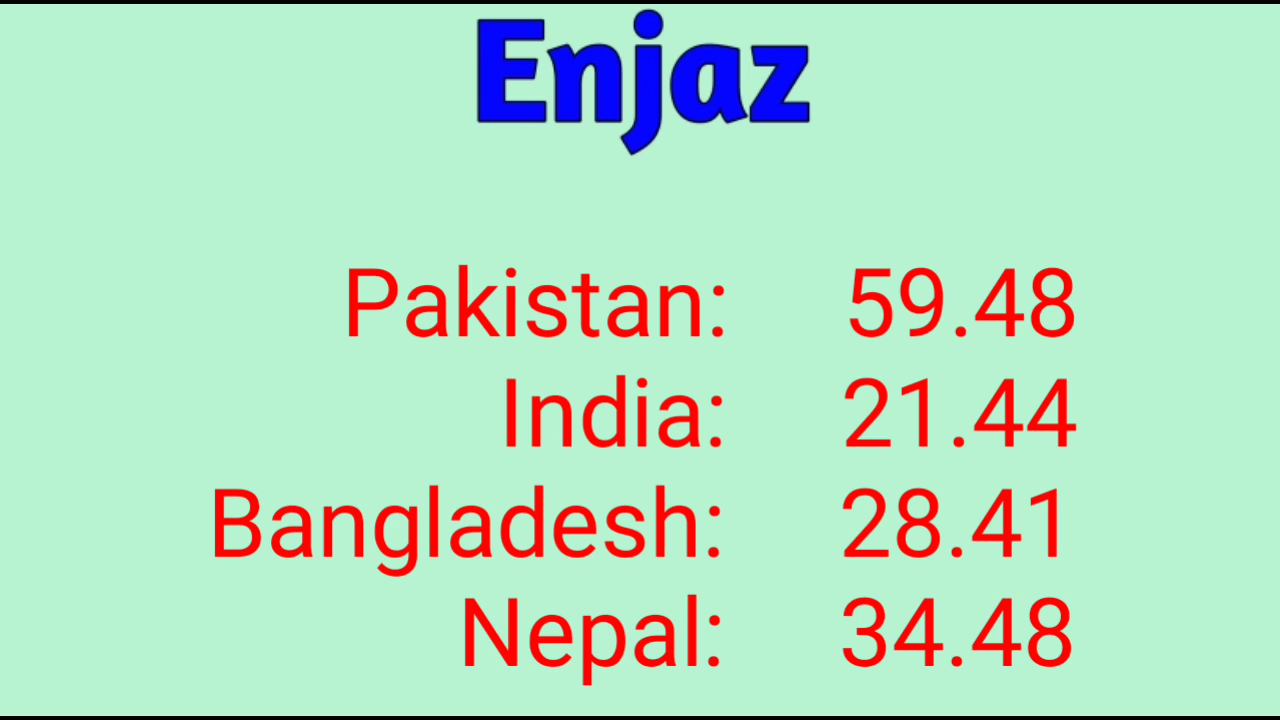 Enjaz
Pakistan: 59.48
India: 21.44
Bangladesh: 28.41
Nepal: 34.48